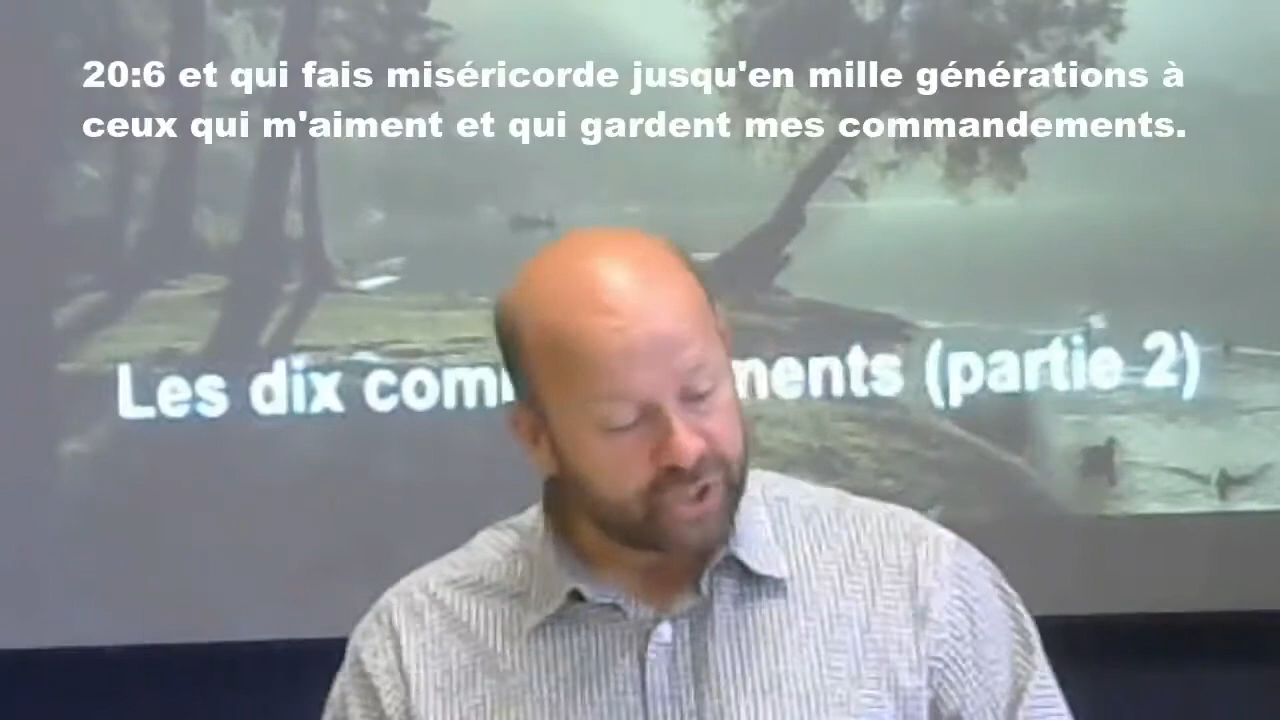 20:6 et qui fais miséricorde jusqu'en mille générations à
ceux qui m'aiment et qui gardent mes commandements.
Les dix com ments (partie 2)